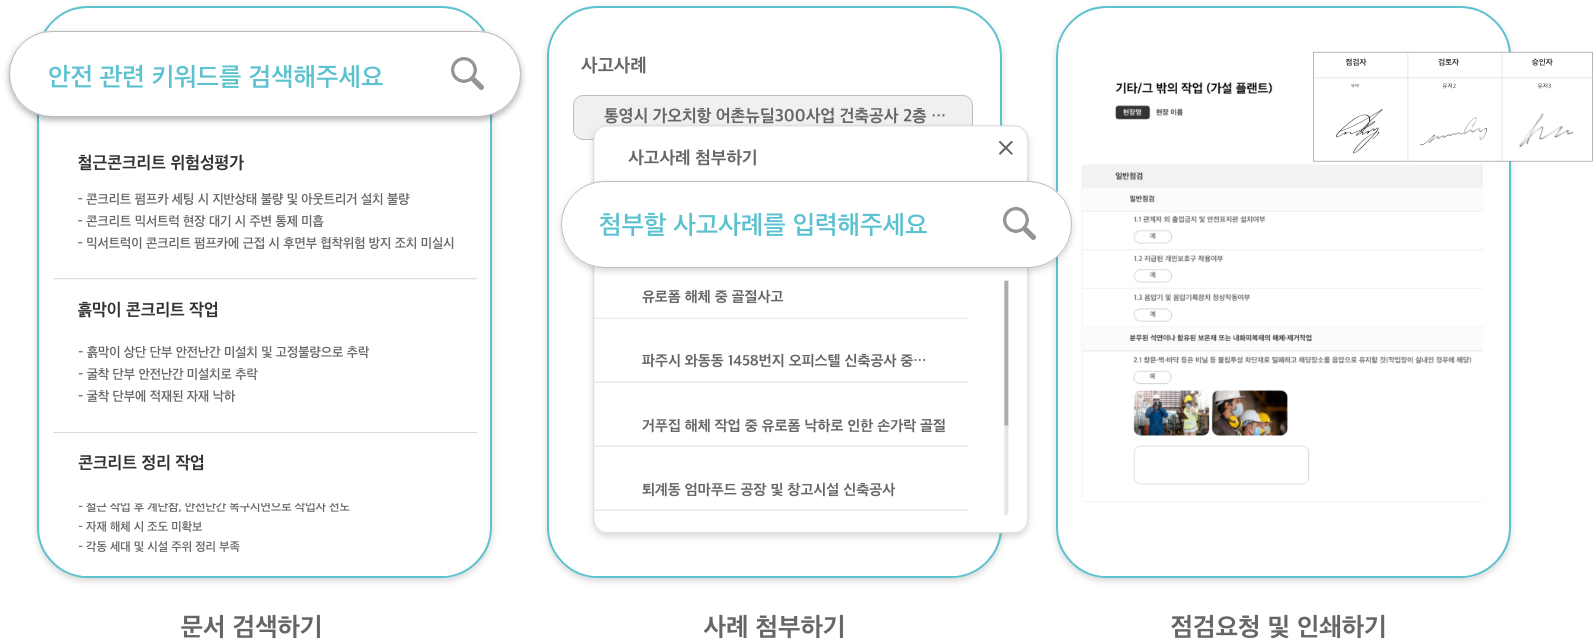 안전 관련 키워드를 검색해주세요
철근콘크리트 위험성평가
- 콘크리트 펌프카 세팅 시 지반상태 불량 및 아웃트리거 설치 불량
- 콘크리트 믹서트럭 현장 대기 시 주변 통제 미흡
- 믹서트럭이 콘크리트 펌프카에 근접 시 후면부 협착위험 방지 조치 미실시
흙막이 콘크리트 작업
- 흙막이 상단 단부 안전난간 미설치 및 고정불량으로 추락
- 굴착 단부 안전난간 미설치로 추락
- 굴착 단부에 적재된 자재 낙하
콘크리트 정리 작업
- 철근 작업 후 계단참, 안전난간 복구지연으로 작업자 전도
- 자재 해체 시 조도 미확보
- 각동 세대 및 시설 주위 정리 부족
문서 검색하기
사고사례
통영시 가오치항 어촌뉴딜300사업 건축공사 2층 ···
사고사례 첨부하기
첨부할 사고사례를 입력해주세요
유로폼 해체 중 골절사고
파주시 와동동 1458번지 오피스텔 신축공사 중···
거푸집 해체 작업 중 유로폼 낙하로 인한 손가락 골절
퇴계동 엄마푸드 공장 및 창고시설 신축공사
사례 첨부하기
기타/그 밖의 작업 (가설 플랜트)
현장명 현장 이름
점검자 검토자 승인자
유저2 유저3
일반점검
일반점검
1.1 관계자 외 출입금지 및 안전표지판 설치여부
예
1.2 지급된 개인보호구 착용여부
예
1.3 음압기 및 음압기록장치 정상작동여부
예
분무된 석면이나 함유된 보온재 또는 내화피복재의 해체·제거작업
2.1 창문·벽·바닥 등은 비닐 등 불침투성 차단재로 밀폐하고 해당장소를 음압으로 유지할 것(작업장이 실내인 경우에 해당)
예
점검요청 및 인쇄하기